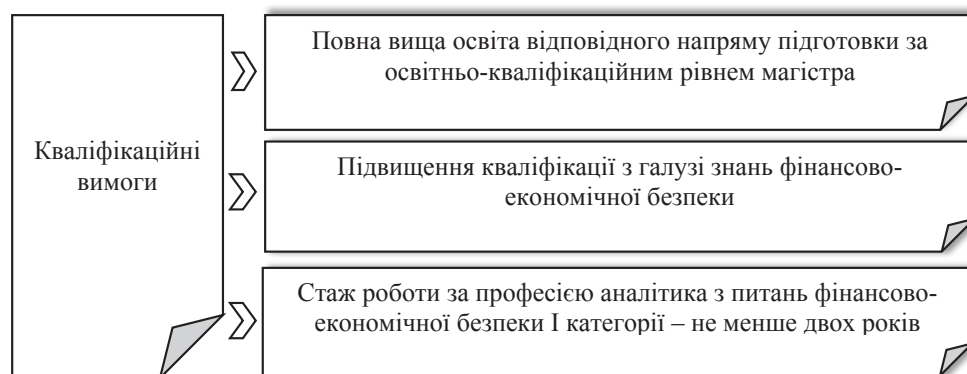 Повна вища освіта відповідного напряму підготовки за
освітньо-кваліфікаційним рівнем магістра
Кваліфікаційні
вимоги
Підвищення кваліфікації з галузі знань фінансово-
економічної безпеки
Стаж роботи за професією аналітика з питань фінансово-
економічної безпеки І категорії – не менше двох років